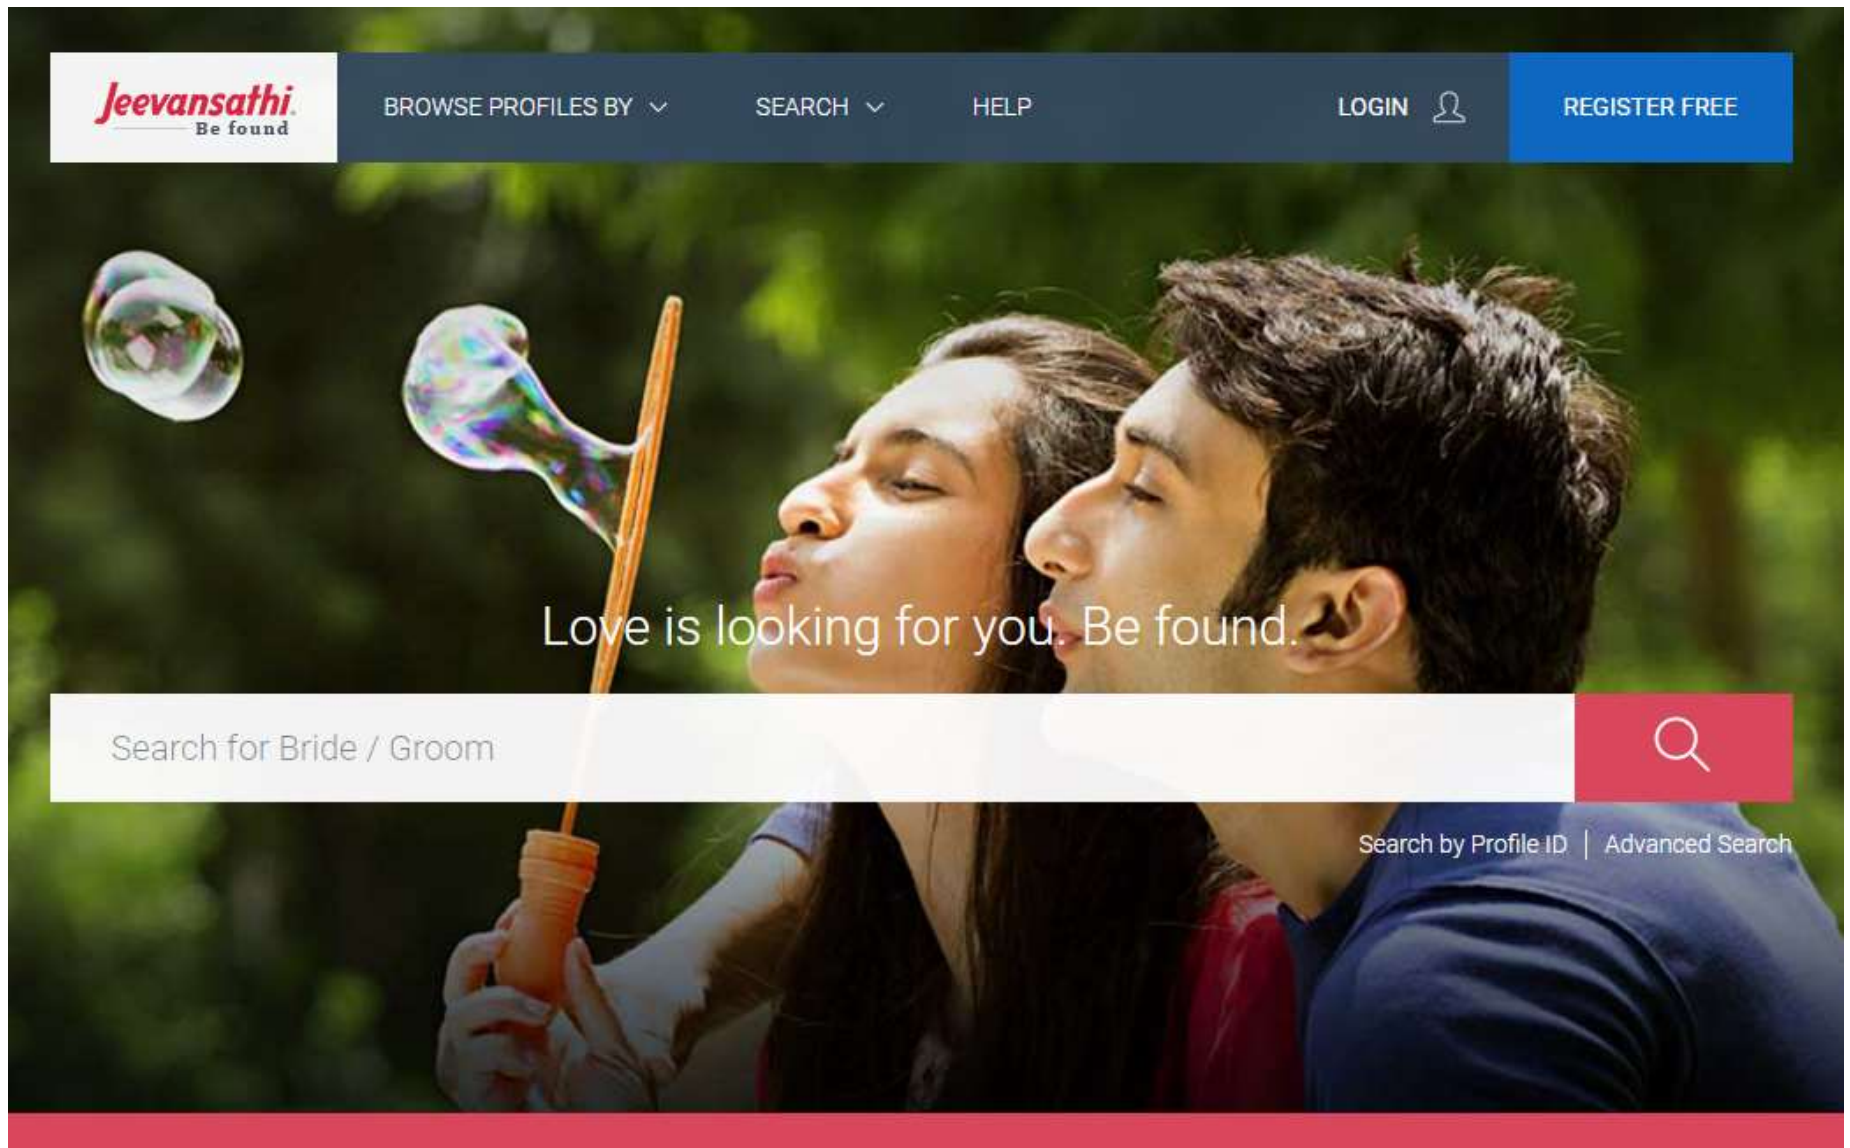 Jeevansathi.
Be found
BROWSE PROFILES BY
SEARCH
HELP
LOGIN
REGISTER FREE
Love is looking for you. Be found.
Search for Bride / Groom
Search by Profile ID | Advanced Search